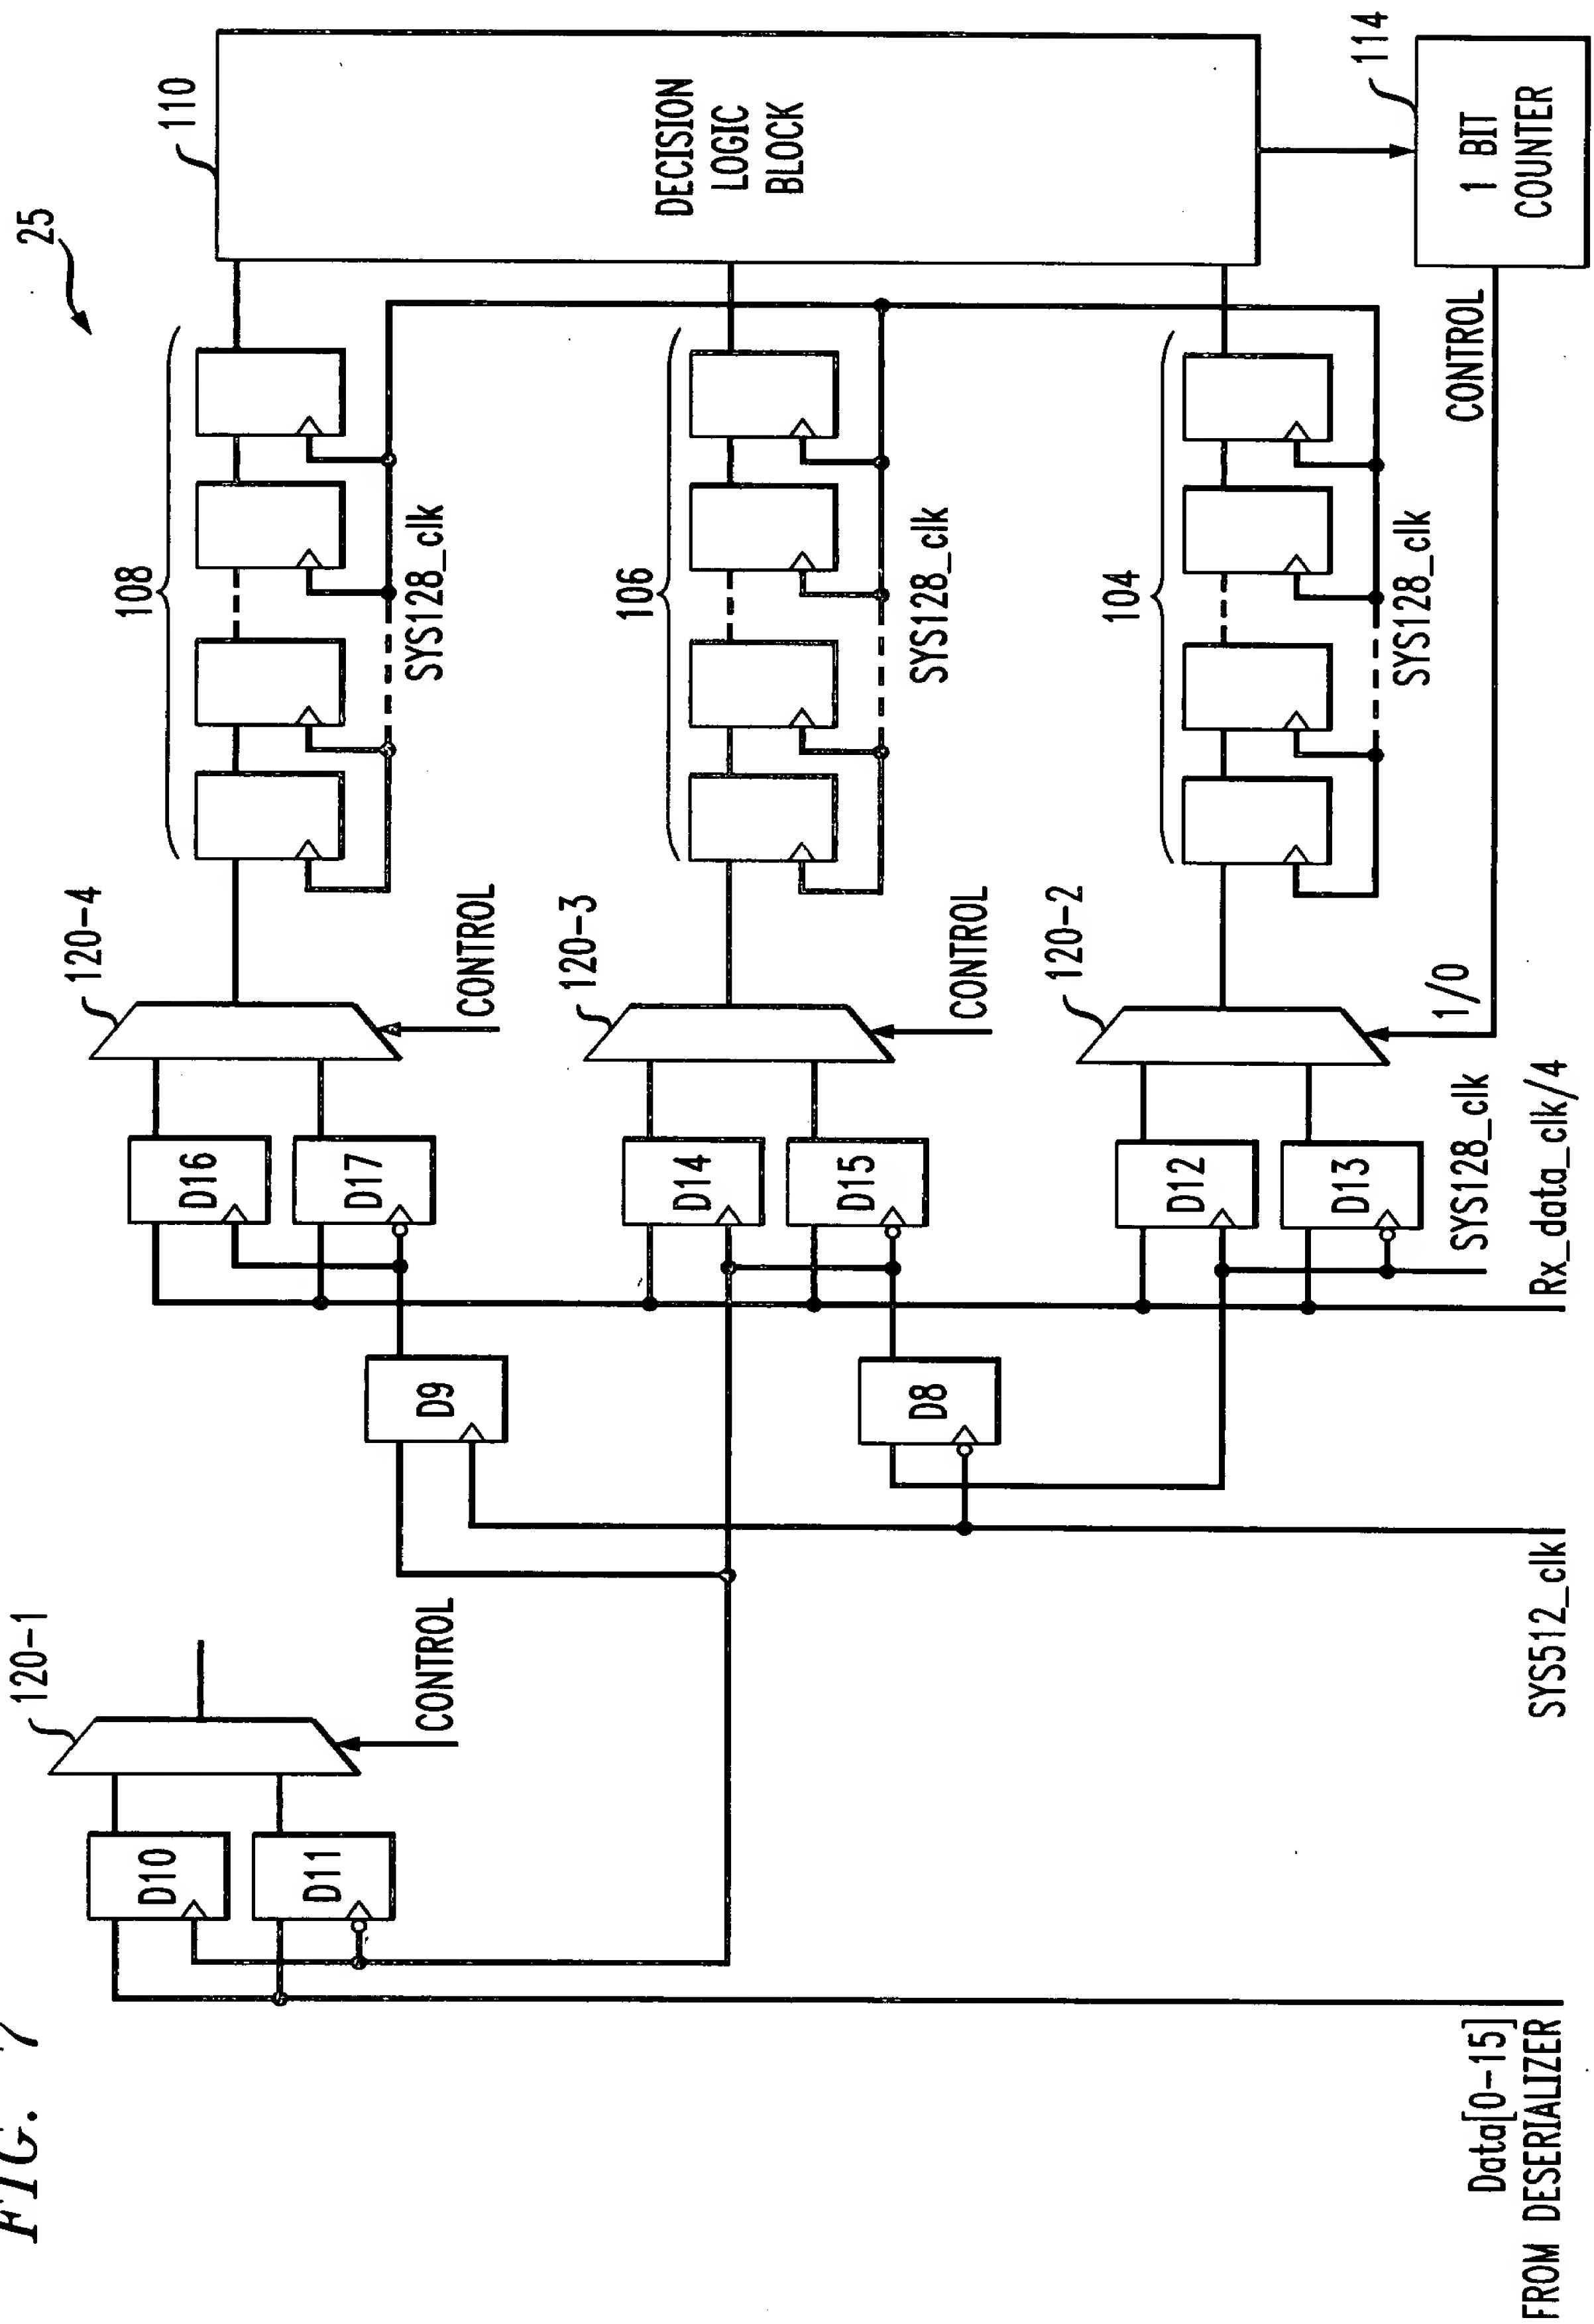 FIG. 7
25
110
DECISION
LOGIC
BLOCK
114
1 BIT
COUNTER
CONTROL
108
SYS128_clk
106
SYS128_clk
104
SYS128_clk
120-4
CONTROL
120-3
CONTROL
120-2
1/0
D16
D17
D14
D15
D12
D13
SYS128_clk
Rx_data_clk/4
D9
D8
SYS512_clk
120-1
CONTROL
D10
D11
Data[0-15]
FROM DESERIALIZER